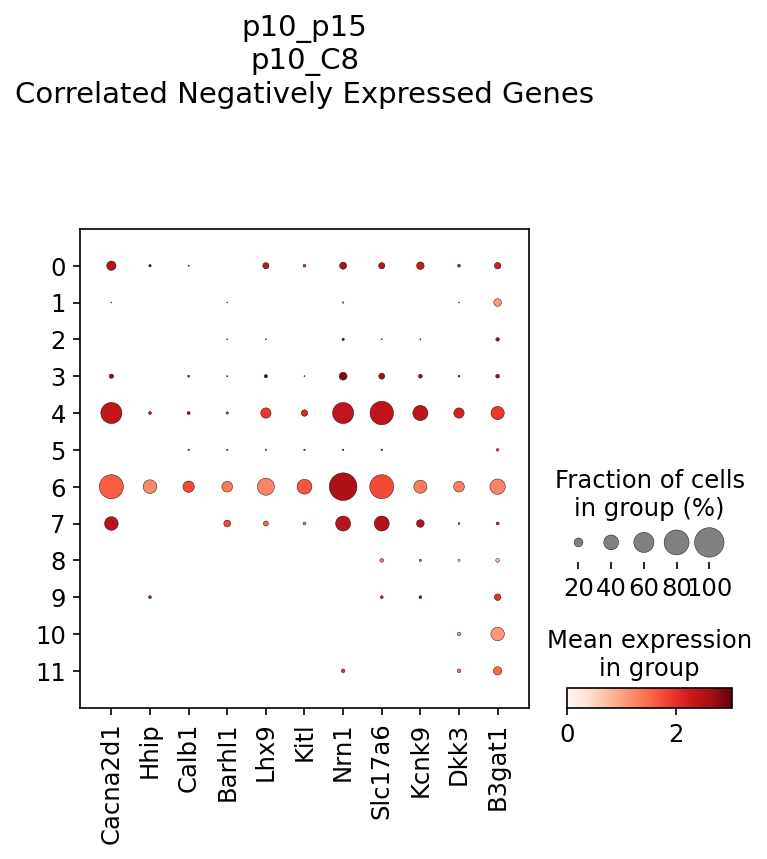 p10_p15
p10_C8
Correlated Negatively Expressed Genes
0
1
2
3
4
5
6
7
8
9
10
11
Cacna2d1
Hhip
Calb1
Barhl1
Lhx9
Kitl
Nrn1
Slc17a6
Kcnk9
Dkk3
B3gat1
Fraction of cells
in group (%)
20 40 60 80 100
Mean expression
in group
0 2